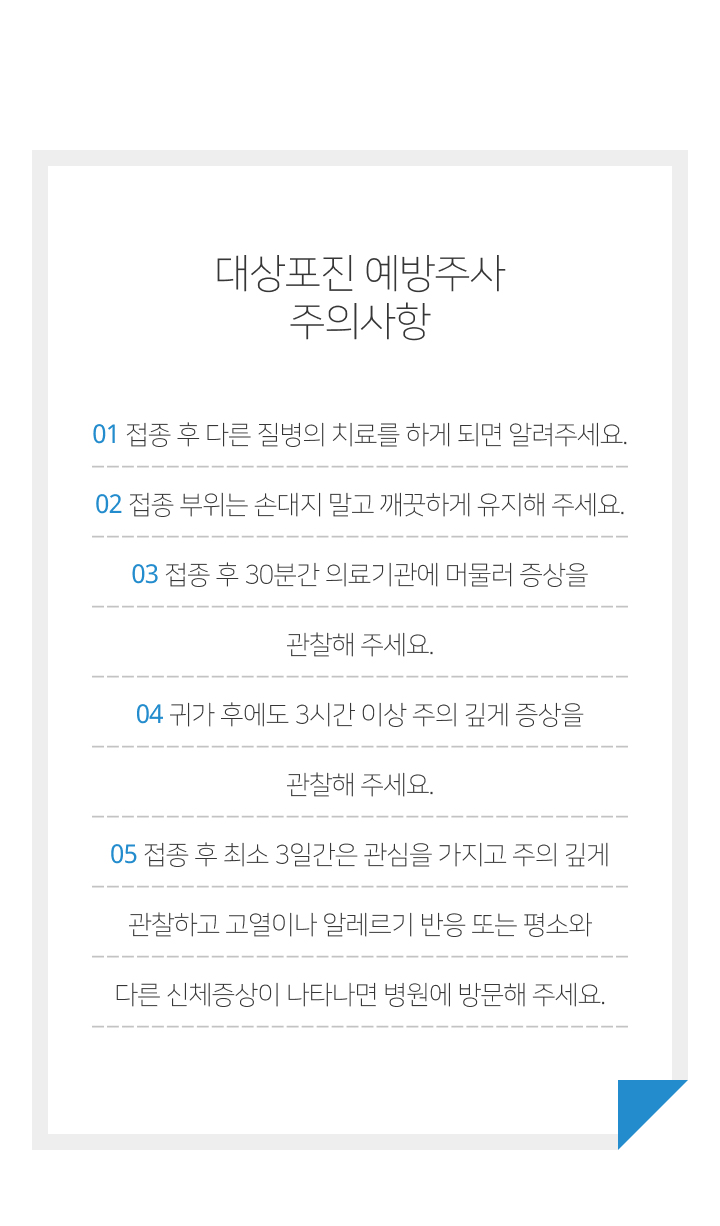 대상포진 예방주사
주의사항
01 접종 후 다른 질병의 치료를 하게 되면 알려주세요.
02 접종 부위는 손대지 말고 깨끗하게 유지해 주세요.
03 접종 후 30분간 의료기관에 머물러 증상을
관찰해 주세요.
04 귀가 후에도 3시간 이상 주의 깊게 증상을
관찰해 주세요.
05 접종 후 최소 3일간은 관심을 가지고 주의 깊게
관찰하고 고열이나 알레르기 반응 또는 평소와
다른 신체증상이 나타나면 병원에 방문해 주세요.